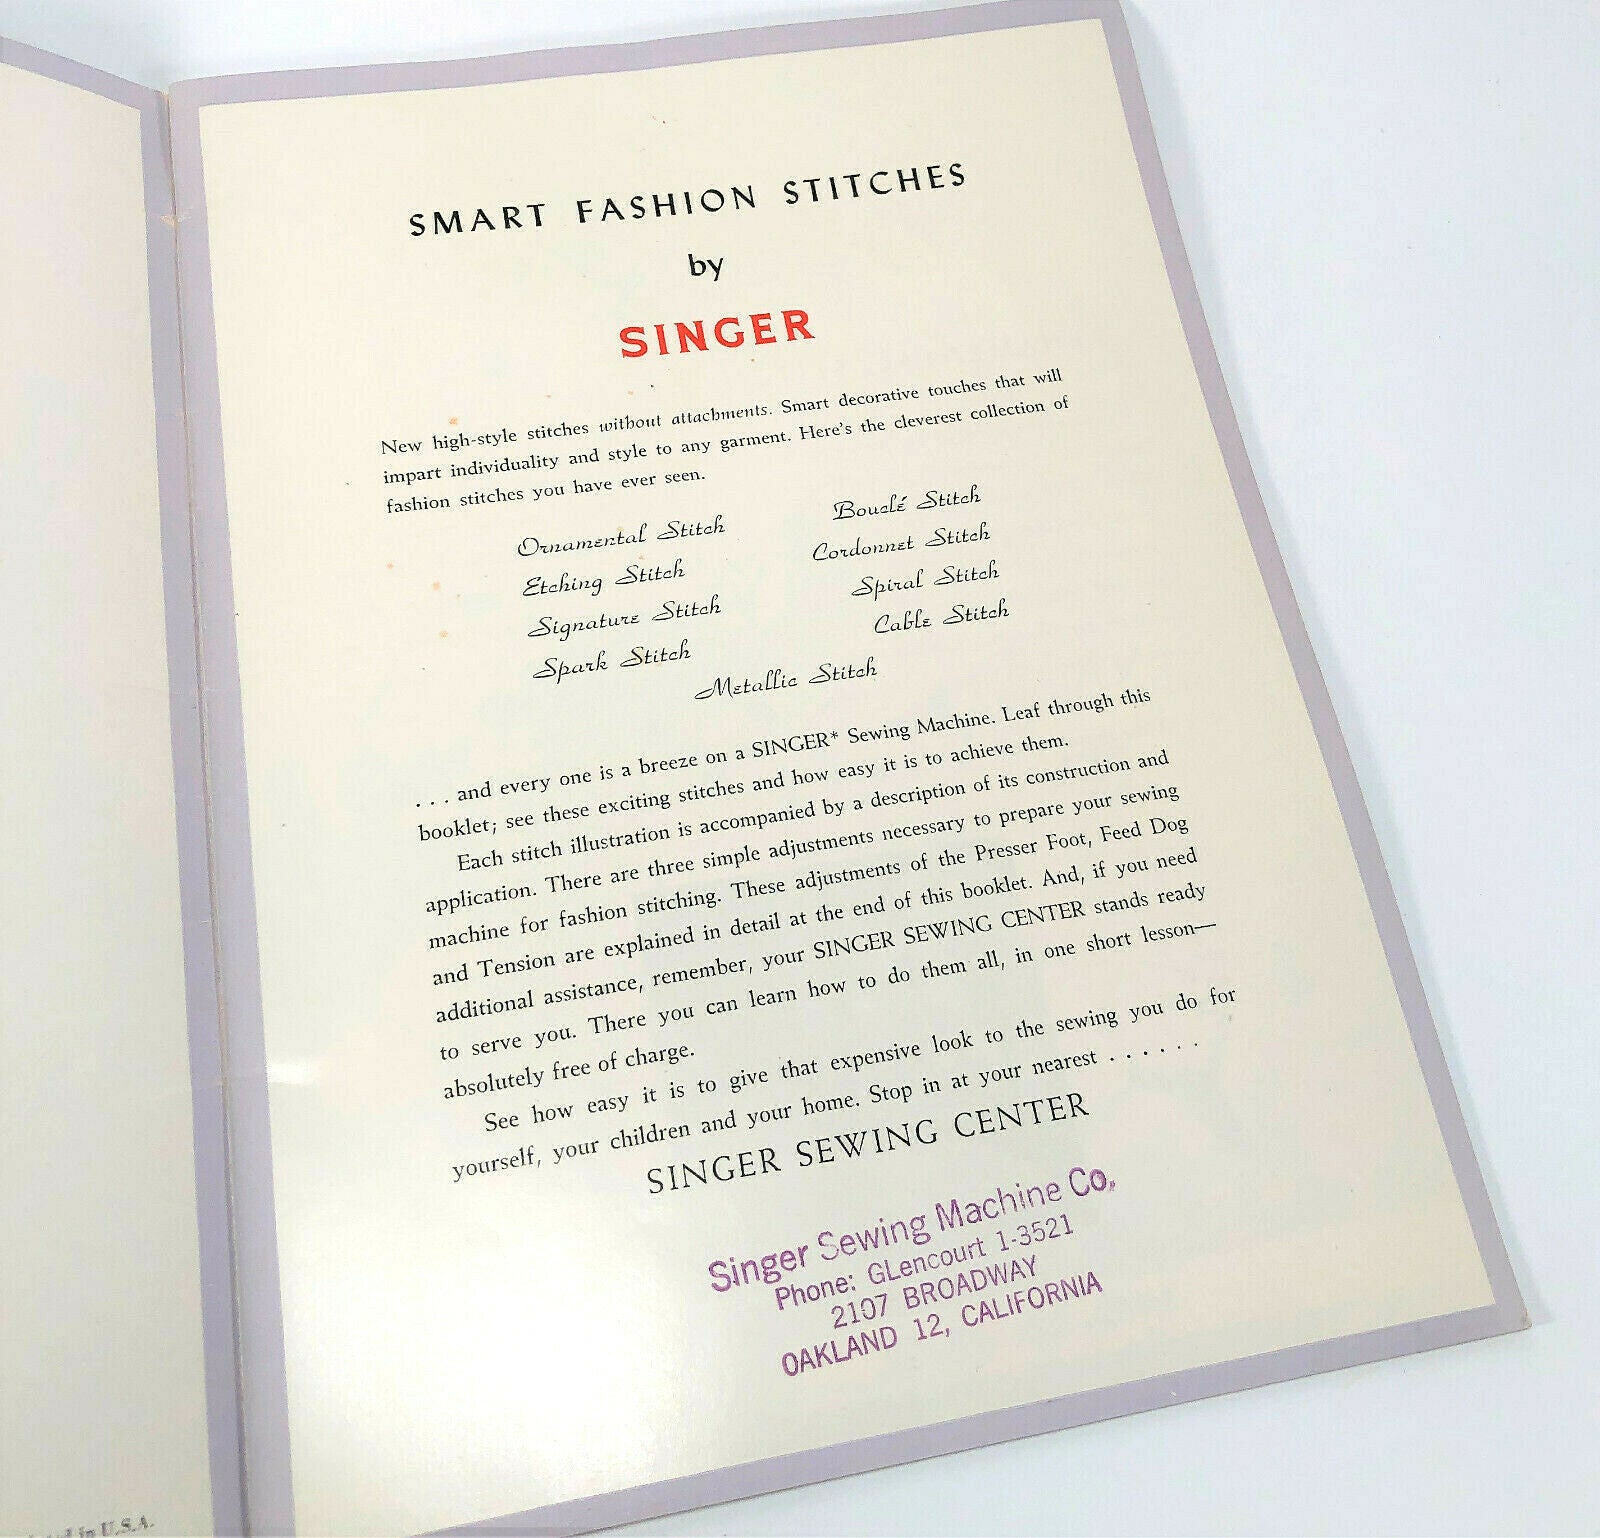 SMART FASHION STITCHES
by
SINGER
New high-style stitches without attachments. Smart decorative touches that will
impart individuality and style to any garment. Here's the cleverest collection of
fashion stitches you have ever seen.
Ornamental Stitch
Etching Stitch
Signature Stitch
Spark Stitch
Bouclé Stitch
Cordonnet Stitch
Spiral Stitch
Cable Stitch
Metallic Stitch
. . . and every one is a breeze on a SINGER* Sewing Machine. Leaf through this
booklet; see these exciting stitches and how easy it is to achieve them.
Each stitch illustration is accompanied by a description of its construction and
application. There are three simple adjustments necessary to prepare your sewing
machine for fashion stitching. These adjustments of the Presser Foot, Feed Dog
and Tension are explained in detail at the end of this booklet. And, if you need
additional assistance, remember, your SINGER SEWING CENTER stands ready
to serve you. There you can learn how to do them all, in one short lesson—
absolutely free of charge.
See how easy it is to give that expensive look to the sewing you do for
yourself, your children and your home. Stop in at your nearest . . . . . .
SINGER SEWING CENTER
Singer Sewing Machine Co.
Phone: GLencourt 1-3521
2107 BROADWAY
OAKLAND 12, CALIFORNIA
in U.S.A.